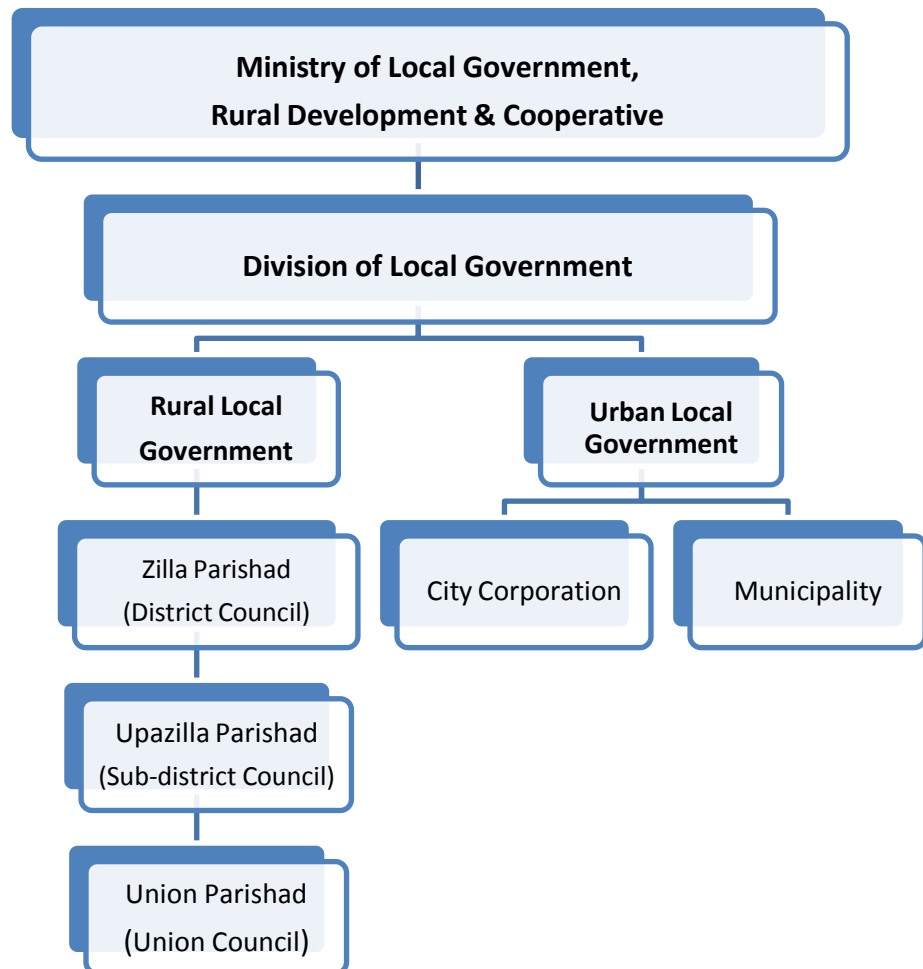 Ministry of Local Government,
Rural Development & Cooperative
Division of Local Government
Rural Local
Government
Urban Local
Government
Zilla Parishad
(District Council)
City Corporation
Municipality
Upazilla Parishad
(Sub-district Council)
Union Parishad
(Union Council)